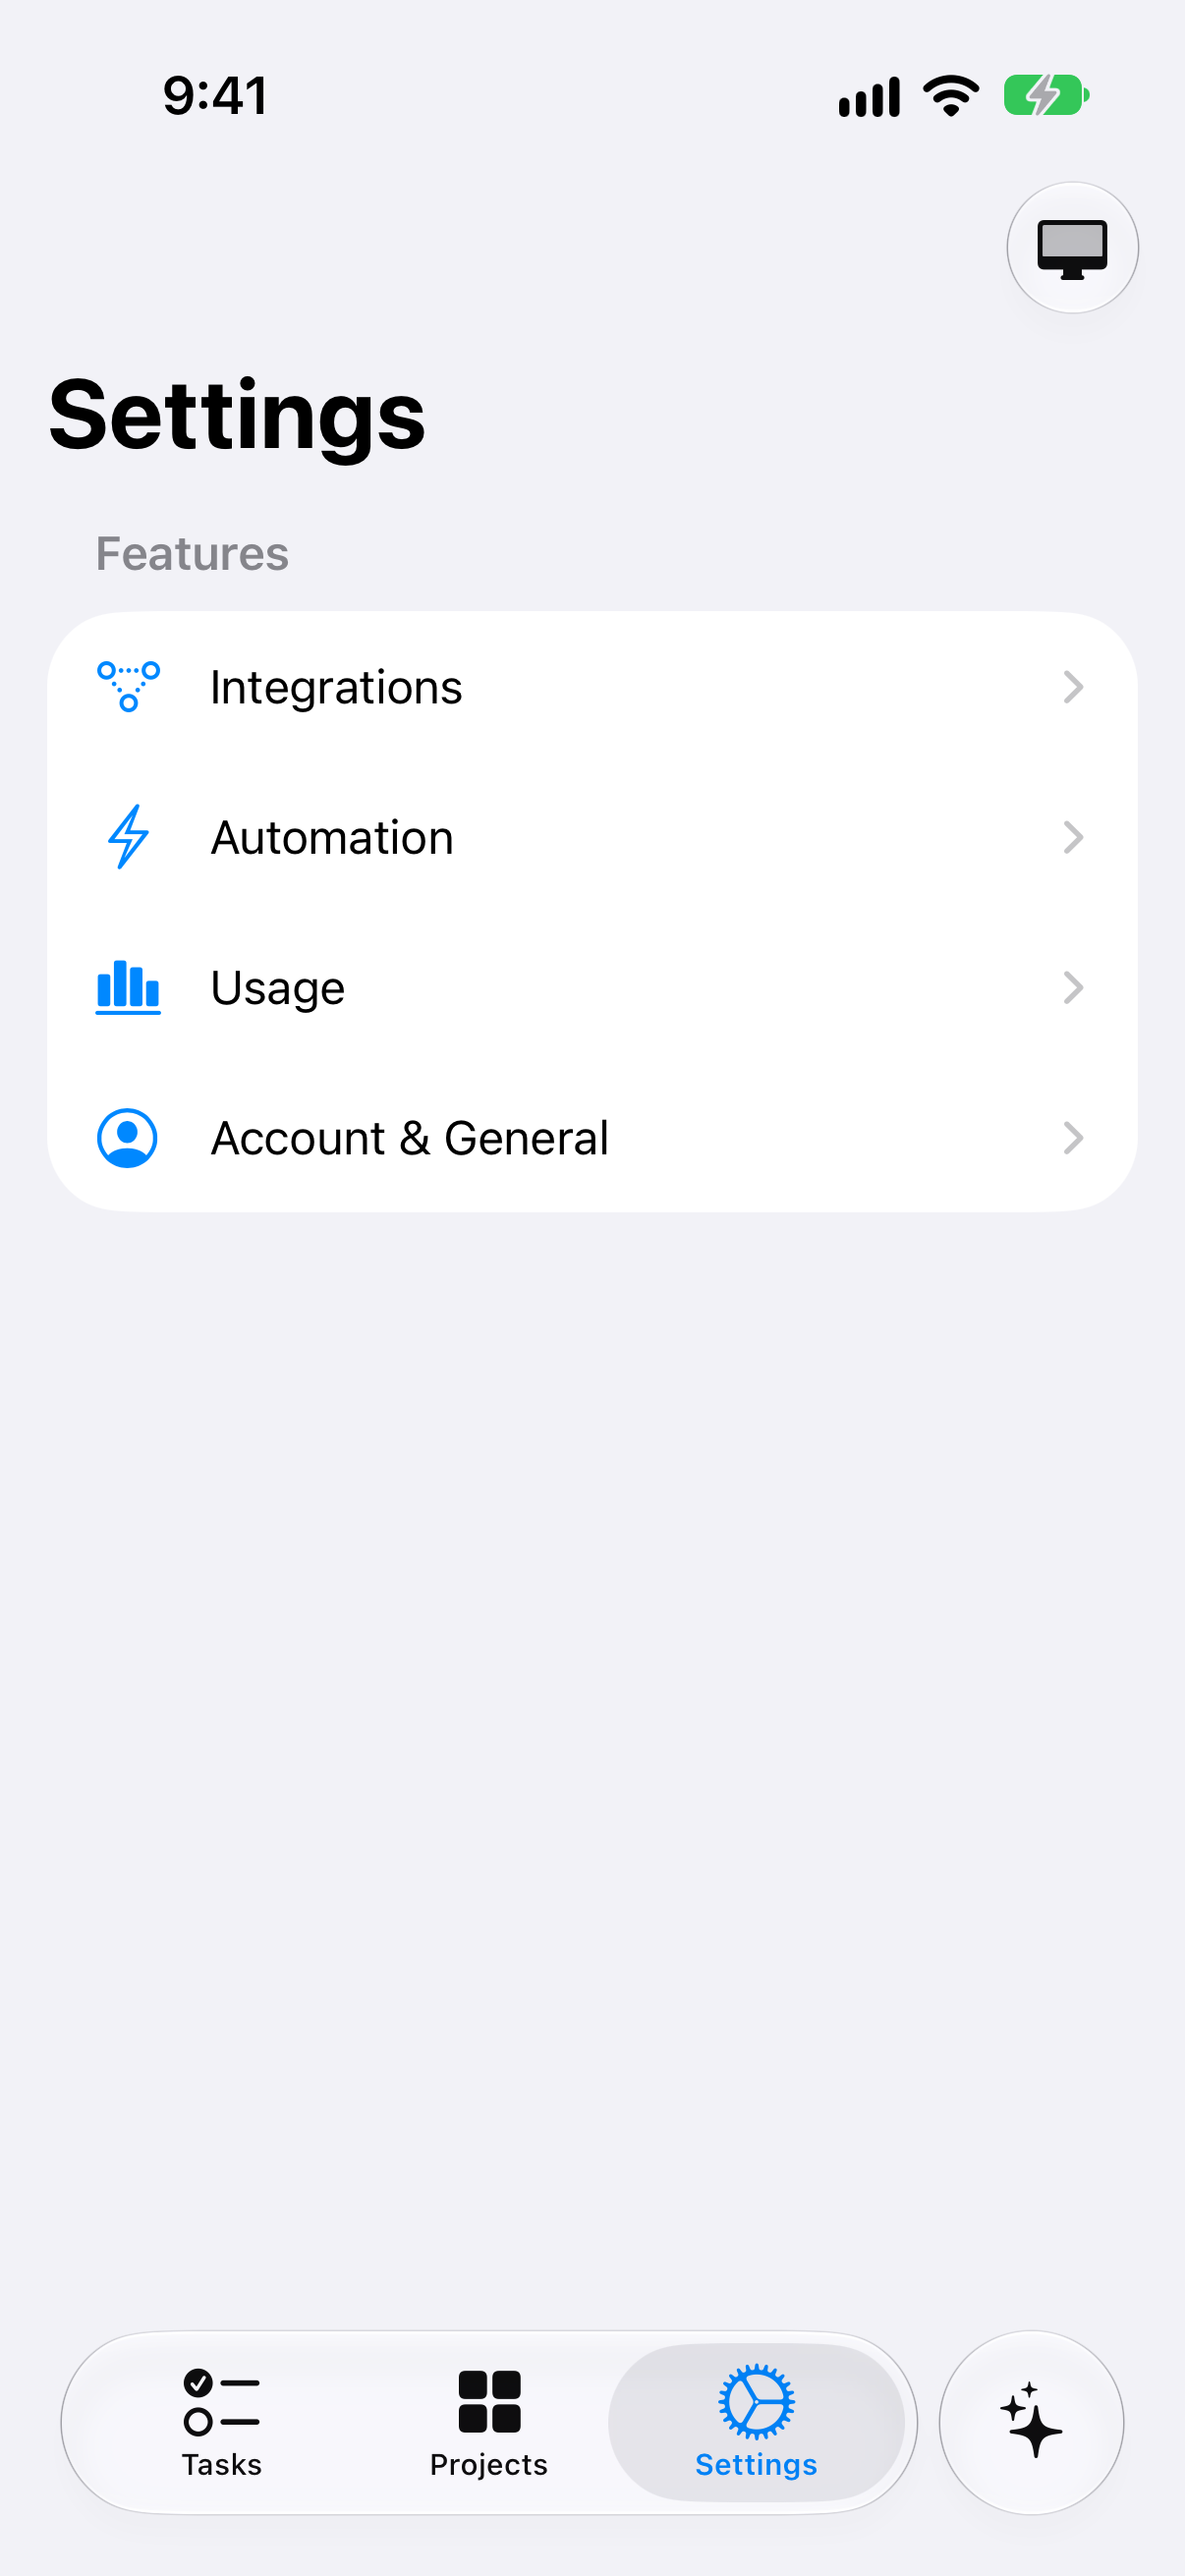 9:41
Settings
Features
Integrations
Automation
Usage
Account & General
Tasks
Projects
Settings